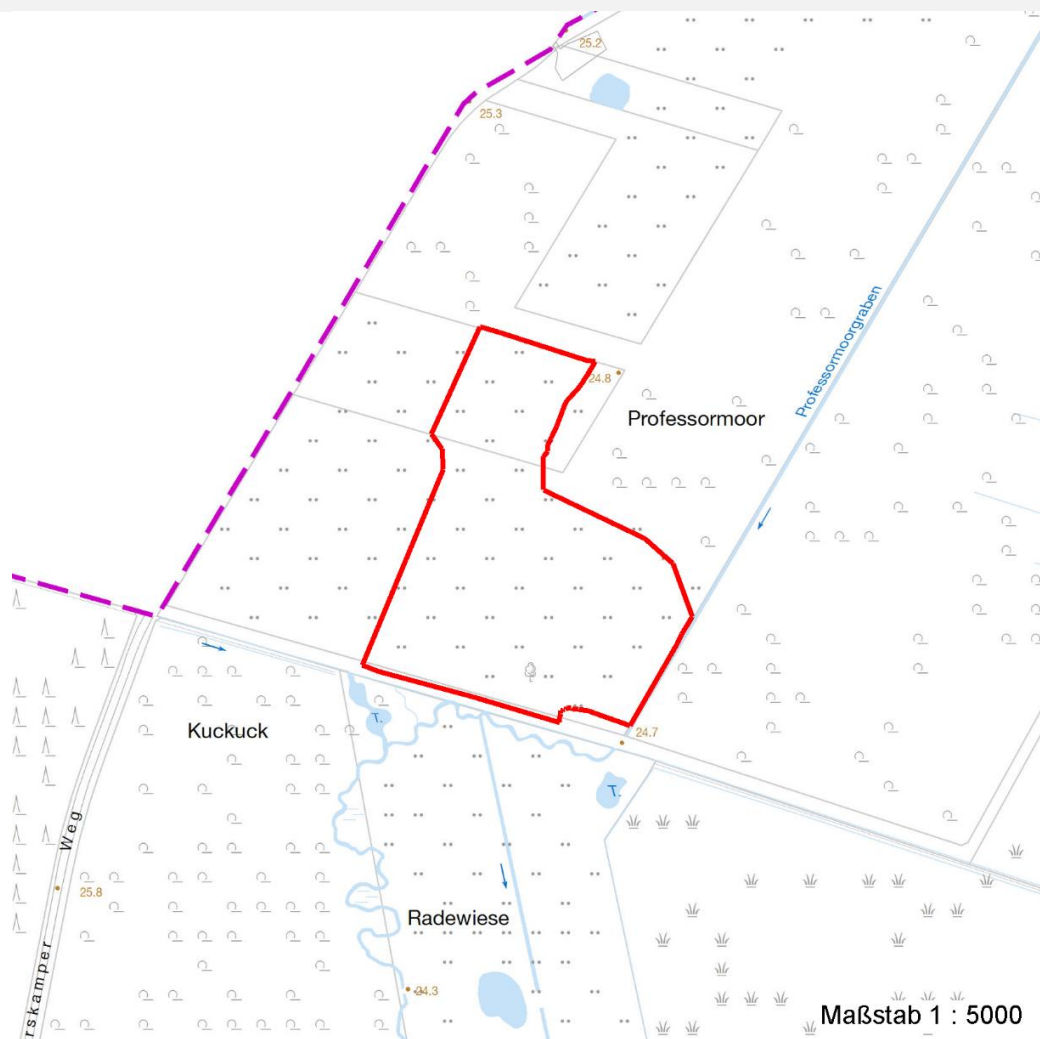 25.2
25.3
Professormoorgraben
24.8
Professormoor
24.7
Kuckuck
T.
T.
Weg
25.8
Radewiese
24.3
rskamper
Maßstab 1 : 5000